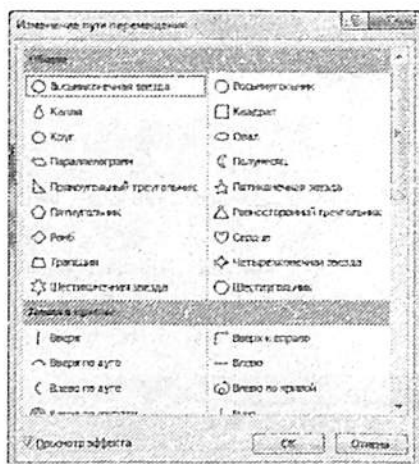 Изменение пути перемещения
Общие
Восьмиконечная звезда Восьмиугольник
Капля Квадрат
Круг Овал
Параллелограмм Полумесяц
Прямоугольный треугольник Пятиконечная звезда
Пятиугольник Равносторонний треугольник
Ромб Сердце
Трапеция Четырехконечная звезда
Шестиконечная звезда Шестиугольник
Линии и кривые
Вверх Вверх и вправо
Вверх по дуге Влево
Влево по дуге Влево по кривой
Просмотр эффекта ОК Отмена